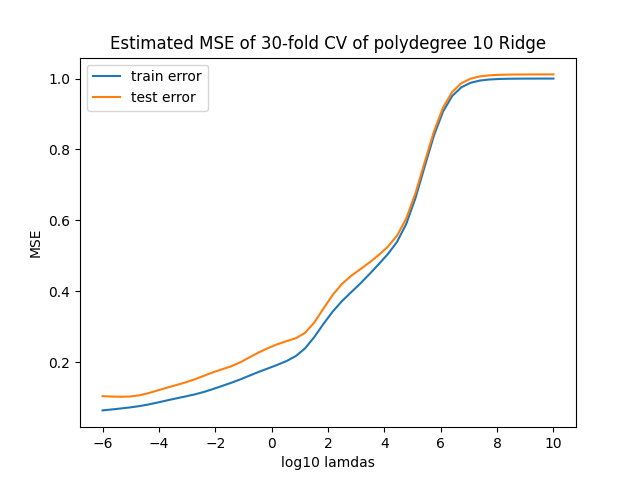 Estimated MSE of 30-fold CV of polydegree 10 Ridge
train error
test error
1.0
0.8
0.6
0.4
0.2
MSE
−6 −4 −2 0 2 4 6 8 10
log10 lamdas